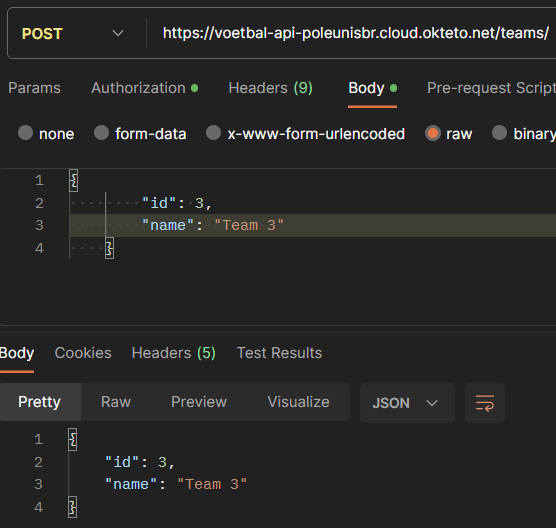 POST https://voetbal-api-poleunisbr.cloud.okteto.net/teams/
Params Authorization Headers (9) Body Pre-request Script
none form-data x-www-form-urlencoded raw binary
1 {
2 "id": 3,
3 "name": "Team 3"
4 }
Body Cookies Headers (5) Test Results
Pretty Raw Preview Visualize JSON
1 {
2 "id": 3,
3 "name": "Team 3"
4 }